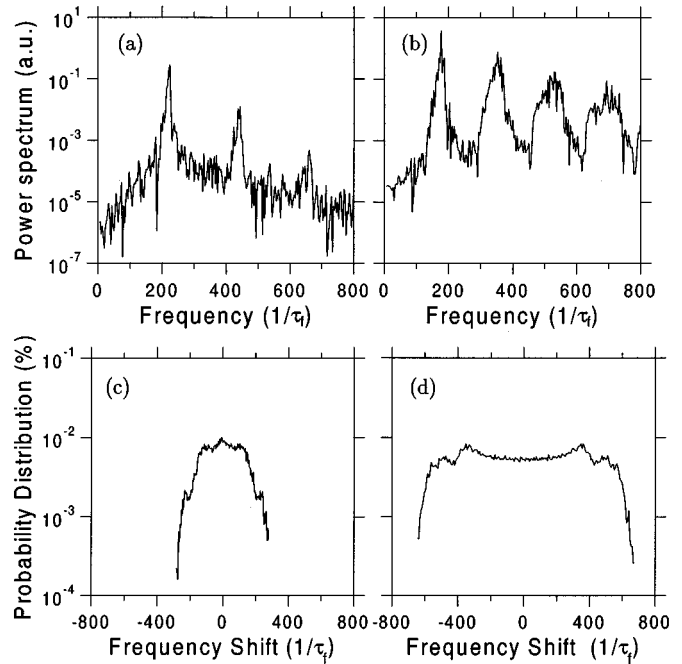 (a)
(b)
Power spectrum (a.u.)
10¹
10⁻¹
10⁻³
10⁻⁵
10⁻⁷
0 200 400 600 800
0 200 400 600 800
Frequency (1/τf)
Frequency (1/τf)
(c)
(d)
Probability Distribution (%)
10⁻¹
10⁻²
10⁻³
10⁻⁴
-800 -400 0 400 800
-800 -400 0 400 800
Frequency Shift (1/τf)
Frequency Shift (1/τf)